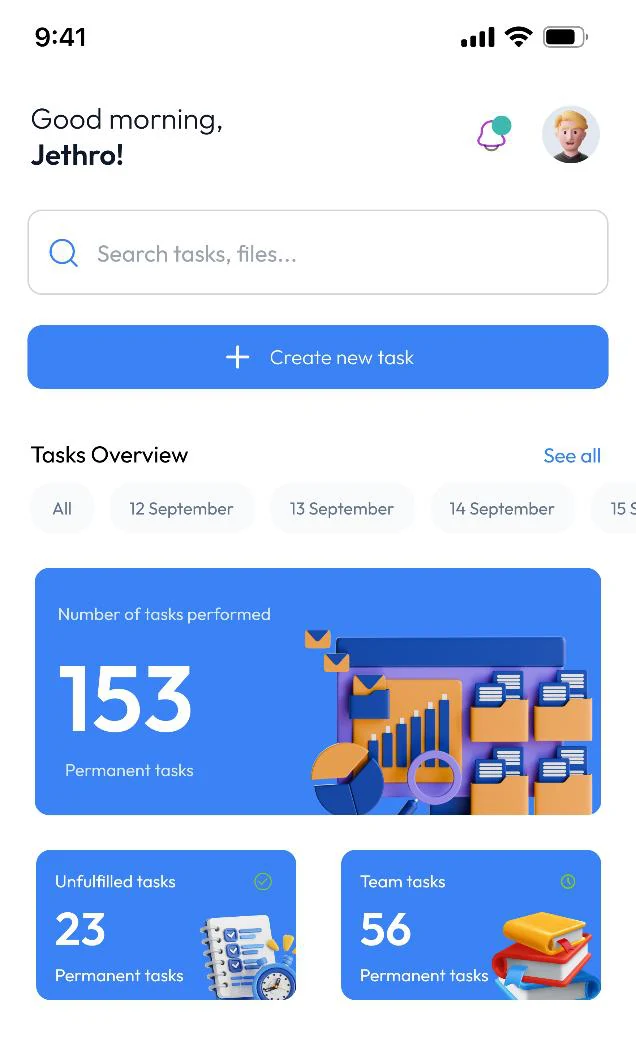 9:41
Good morning,
Jethro!
Search tasks, files...
Create new task
Tasks Overview
See all
All
12 September
13 September
14 September
15 S
Number of tasks performed
153
Permanent tasks
Unfulfilled tasks
23
Permanent tasks
Team tasks
56
Permanent tasks